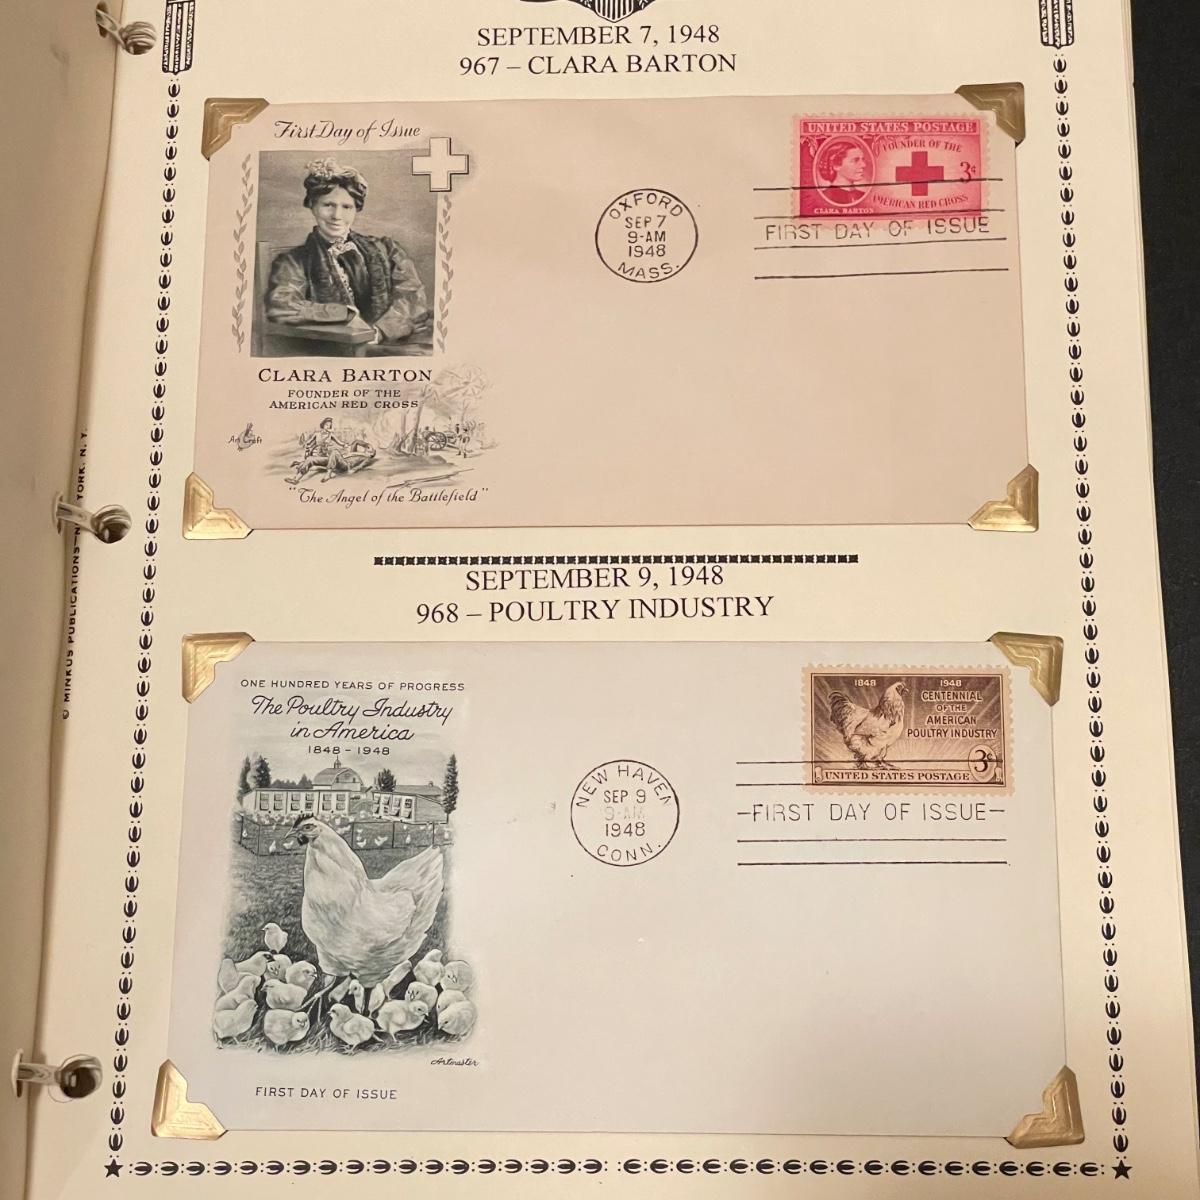 SEPTEMBER 7, 1948
967 – CLARA BARTON
First Day of Issue
CLARA BARTON
FOUNDER OF THE
AMERICAN RED CROSS
Art Craft
"The Angel of the Battlefield"
OXFORD
SEP 7
9-AM
1948
MASS.
UNITED STATES POSTAGE
FOUNDER OF THE
3¢
AMERICAN RED CROSS
CLARA BARTON
FIRST DAY OF ISSUE
SEPTEMBER 9, 1948
968 – POULTRY INDUSTRY
ONE HUNDRED YEARS OF PROGRESS
The Poultry Industry
in America
1848 - 1948
Artmaster
FIRST DAY OF ISSUE
NEW HAVEN
SEP 9
9-AM
1948
CONN.
1848 1948
CENTENNIAL
OF THE
AMERICAN
POULTRY INDUSTRY
3¢
UNITED STATES POSTAGE
FIRST DAY OF ISSUE
© MINKUS PUBLICATIONS–N YORK, N. Y.